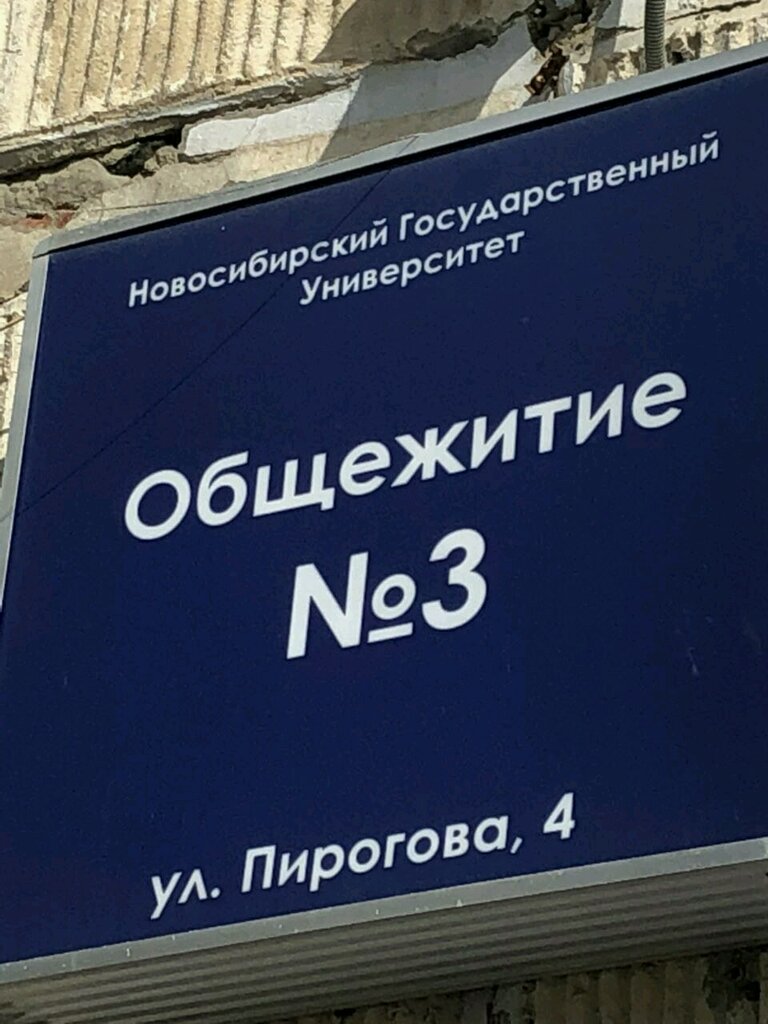 Новосибирский Государственный
Университет
Общежитие
№3
ул. Пирогова, 4